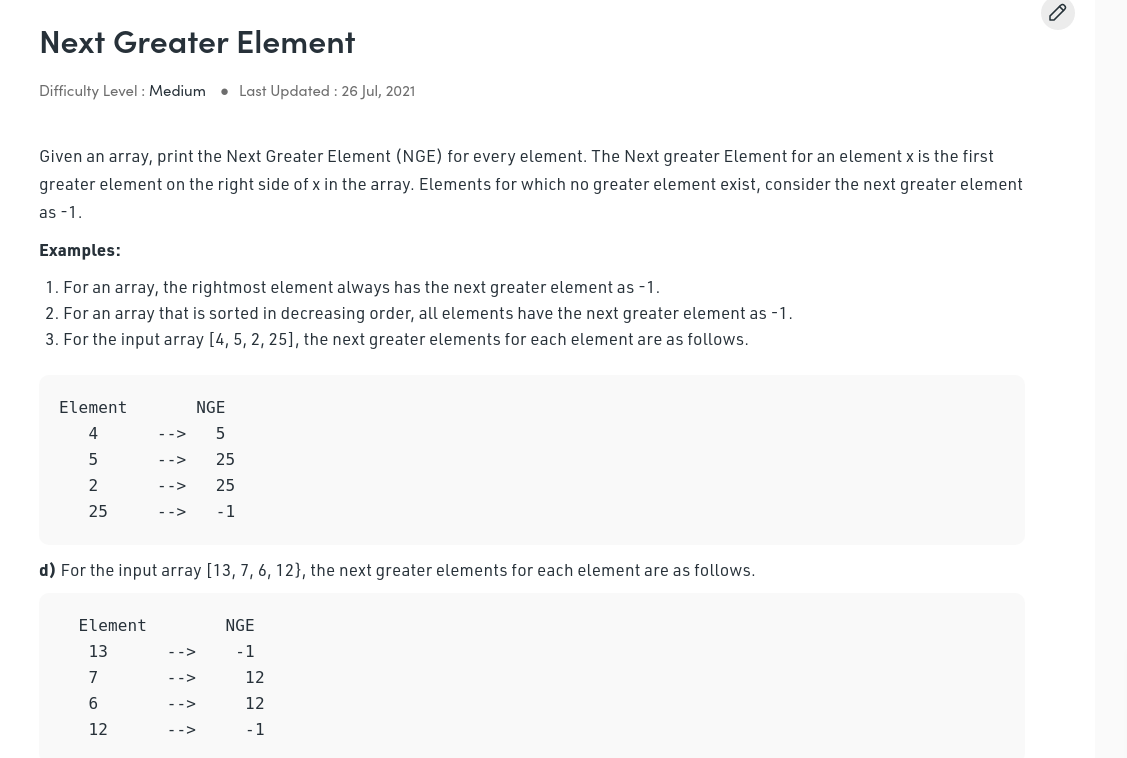 Next Greater Element
Difficulty Level : Medium ● Last Updated : 26 Jul, 2021
Given an array, print the Next Greater Element (NGE) for every element. The Next greater Element for an element x is the first
greater element on the right side of x in the array. Elements for which no greater element exist, consider the next greater element
as -1.
Examples:
1. For an array, the rightmost element always has the next greater element as -1.
2. For an array that is sorted in decreasing order, all elements have the next greater element as -1.
3. For the input array [4, 5, 2, 25], the next greater elements for each element are as follows.
Element       NGE
   4      -->   5
   5      -->   25
   2      -->   25
   25     -->   -1
d) For the input array [13, 7, 6, 12}, the next greater elements for each element are as follows.
  Element        NGE
   13      -->    -1
   7       -->     12
   6       -->     12
   12      -->     -1